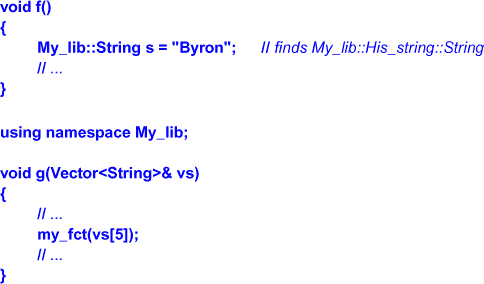 void f()
{
My_lib::String s = "Byron"; // finds My_lib::His_string::String
// ...
}
using namespace My_lib;
void g(Vector<String>& vs)
{
// ...
my_fct(vs[5]);
// ...
}